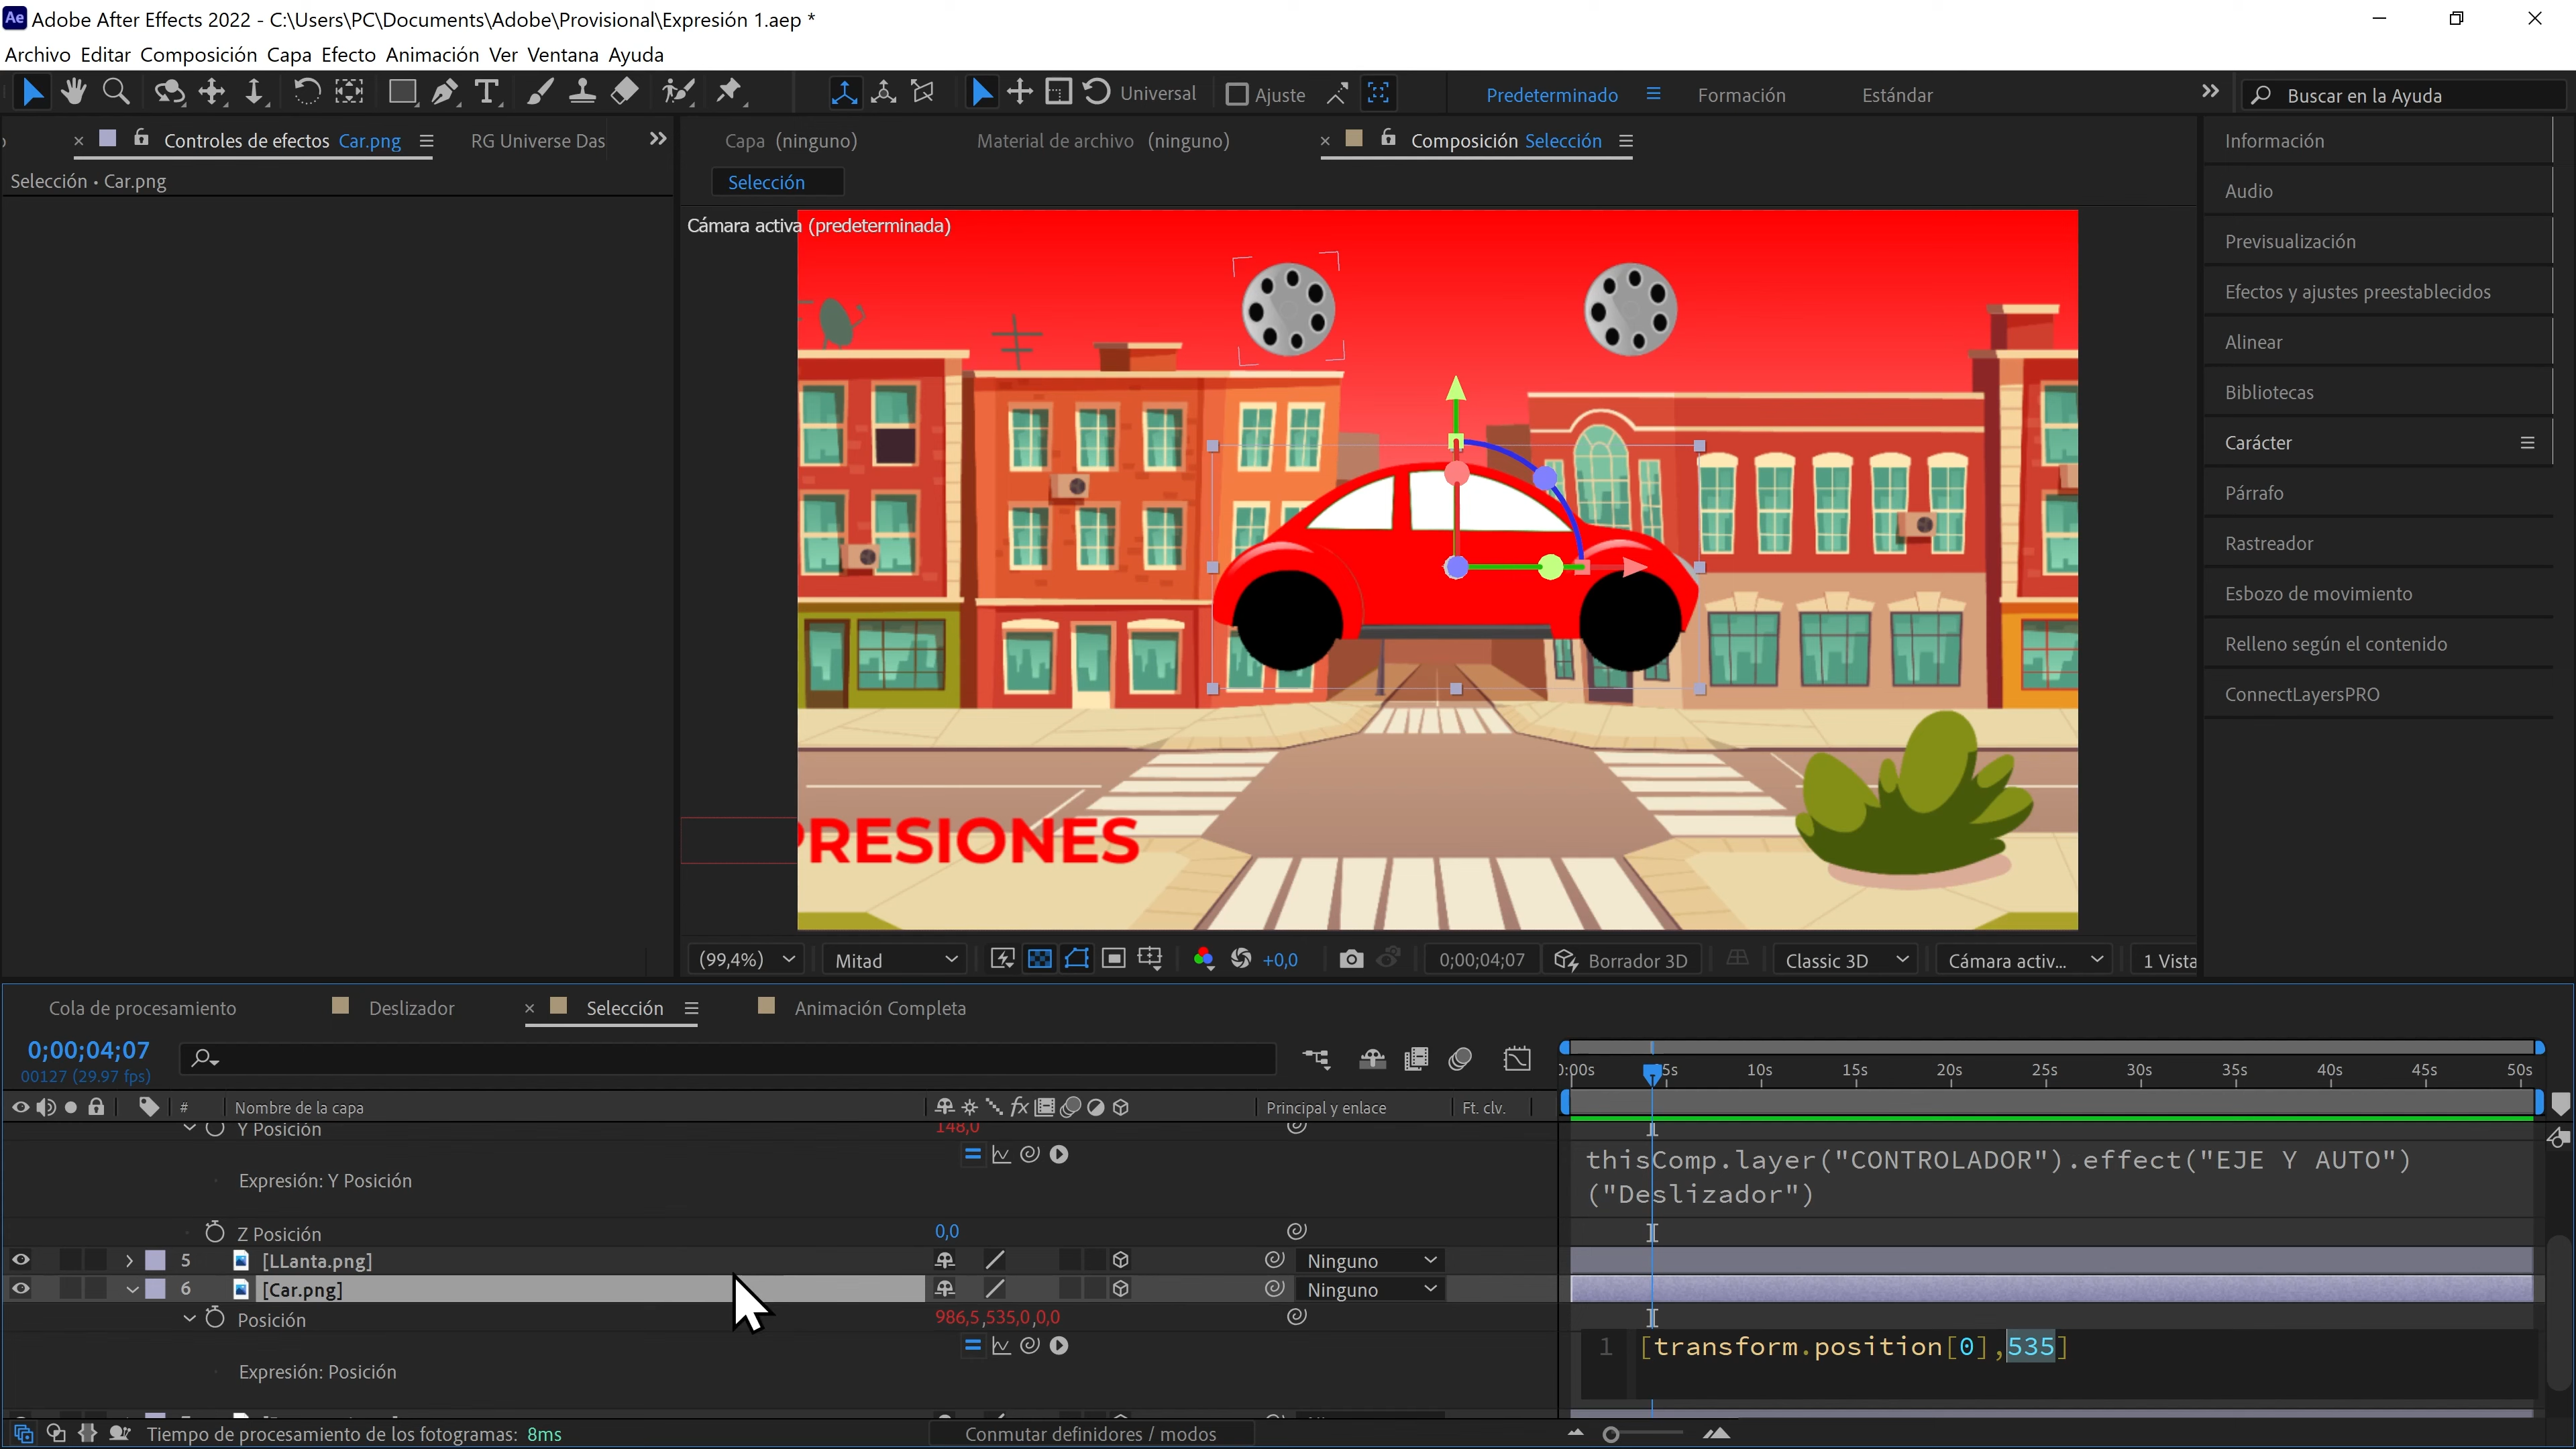 Ae Adobe After Effects 2022 - C:\Users\PC\Documents\Adobe\Provisional\Expresión 1.aep *
Archivo Editar Composición Capa Efecto Animación Ver Ventana Ayuda
Universal Ajuste Predeterminado Formación Estándar Buscar en la Ayuda
Controles de efectos Car.png RG Universe Das
Capa (ninguno) Material de archivo (ninguno) Composición Selección
Selección • Car.png
Selección
Cámara activa (predeterminada)
PRESIONES
Información
Audio
Previsualización
Efectos y ajustes preestablecidos
Alinear
Bibliotecas
Carácter
Párrafo
Rastreador
Esbozo de movimiento
Relleno según el contenido
ConnectLayersPRO
(99,4%) Mitad +0,0 0;00;04;07 Borrador 3D Classic 3D Cámara activ... 1 Vista
Cola de procesamiento Deslizador Selección Animación Completa
0;00;04;07
00127 (29.97 fps)
0:00s 5s 10s 15s 20s 25s 30s 35s 40s 45s 50s
# Nombre de la capa fx Principal y enlace Ft. clv.
Y Posición 148,0
Expresión: Y Posición
thisComp.layer("CONTROLADOR").effect("EJE Y AUTO")
("Deslizador")
Z Posición 0,0
5 [LLanta.png] Ninguno
6 [Car.png] Ninguno
Posición 986,5,535,0,0,0
1 [transform.position[0],535]
Expresión: Posición
Tiempo de procesamiento de los fotogramas: 8ms Conmutar definidores / modos